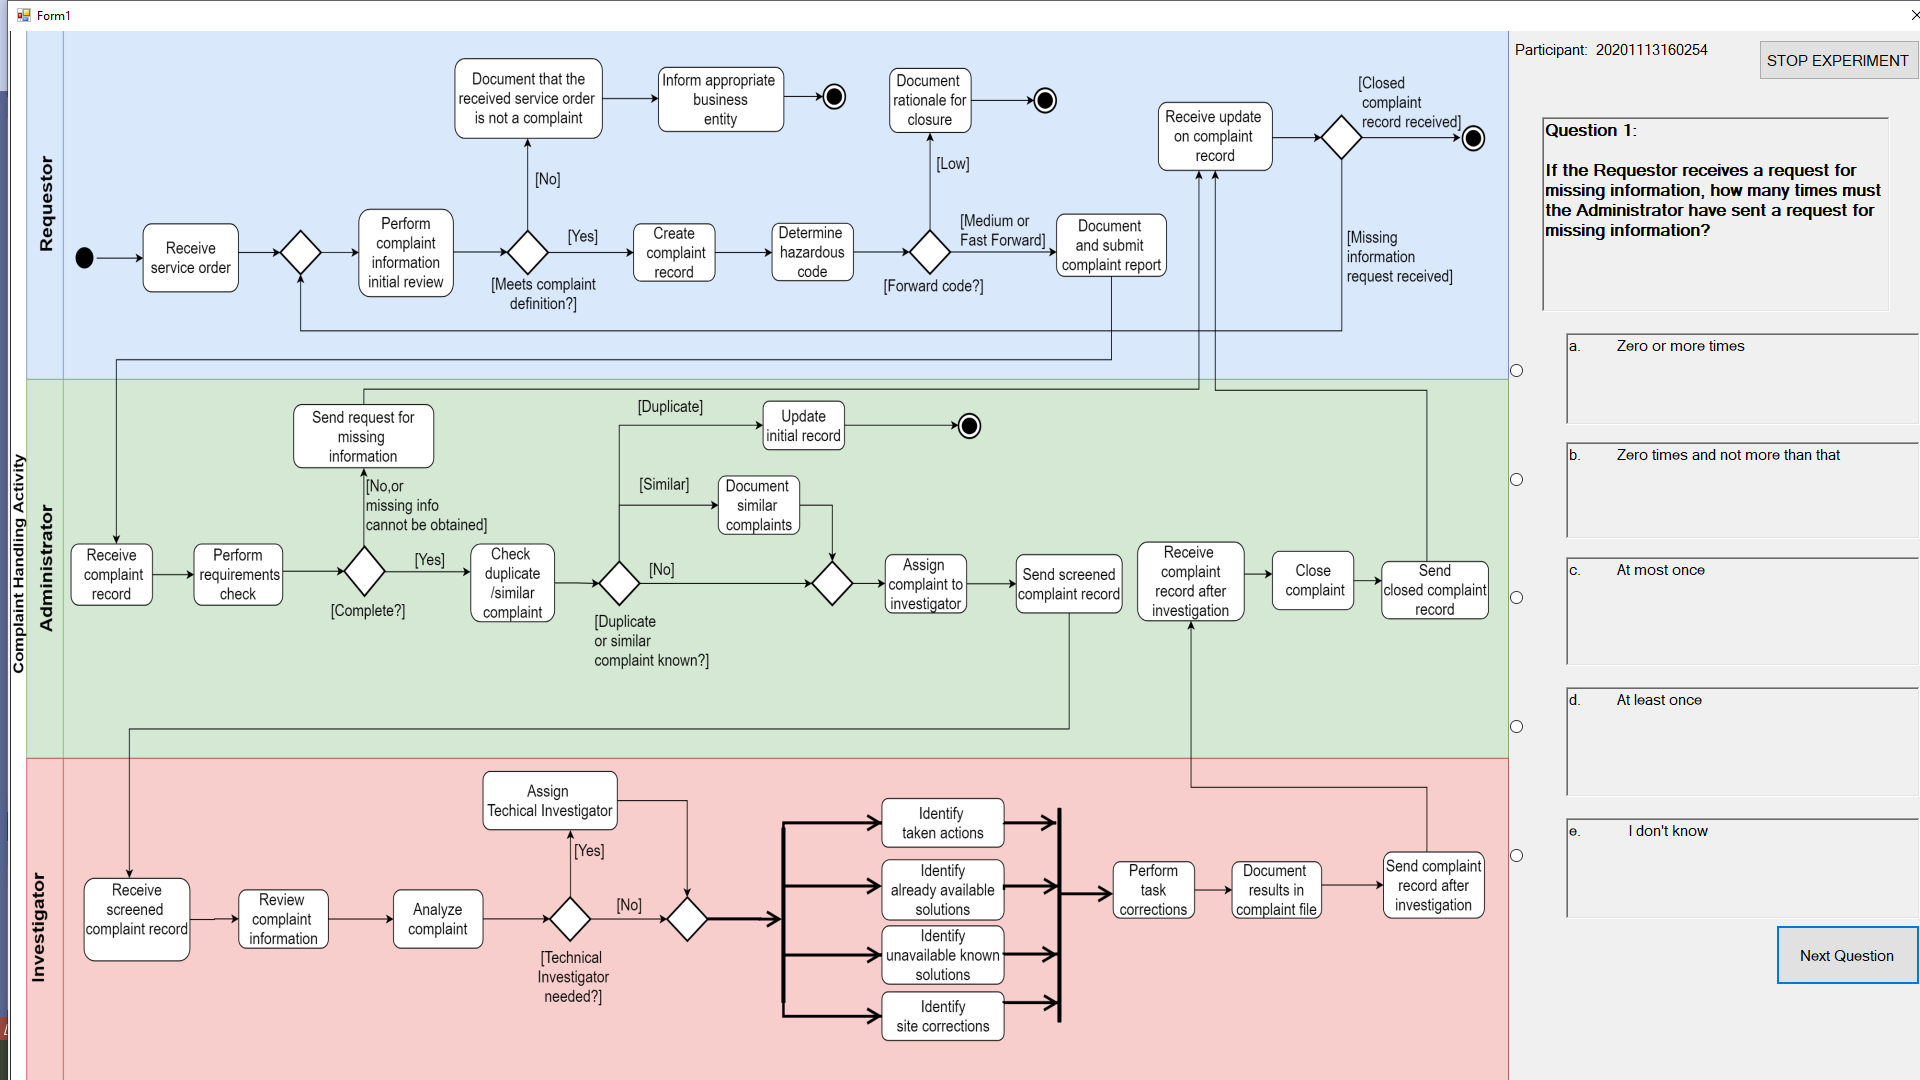 Form1
Participant:  20201113160254
STOP EXPERIMENT
Question 1:
If the Requestor receives a request for
missing information, how many times must
the Administrator have sent a request for
missing information?
a. Zero or more times
b. Zero times and not more than that
c. At most once
d. At least once
e. I don't know
Next Question
Complaint Handling Activity
Requestor
Document that the
received service order
is not a complaint
Inform appropriate
business
entity
Document
rationale for
closure
Receive update
on complaint
record
[Closed
complaint
record received]
[No]
[Low]
Receive
service order
Perform
complaint
information
initial review
[Yes]
[Meets complaint
definition?]
Create
complaint
record
Determine
hazardous
code
[Forward code?]
[Medium or
Fast Forward]
Document
and submit
complaint report
[Missing
information
request received]
Administrator
Send request for
missing
information
[No,or
missing info
cannot be obtained]
[Duplicate]
Update
initial record
[Similar]
Document
similar
complaints
Receive
complaint
record
Perform
requirements
check
[Complete?]
[Yes]
Check
duplicate
/similar
complaint
[No]
[Duplicate
or similar
complaint known?]
Assign
complaint to
investigator
Send screened
complaint record
Receive
complaint
record after
investigation
Close
complaint
Send
closed complaint
record
Investigator
Assign
Techical Investigator
[Yes]
Receive
screened
complaint record
Review
complaint
information
Analyze
complaint
[No]
[Technical
Investigator
needed?]
Identify
taken actions
Identify
already available
solutions
Identify
unavailable known
solutions
Identify
site corrections
Perform
task
corrections
Document
results in
complaint file
Send complaint
record after
investigation